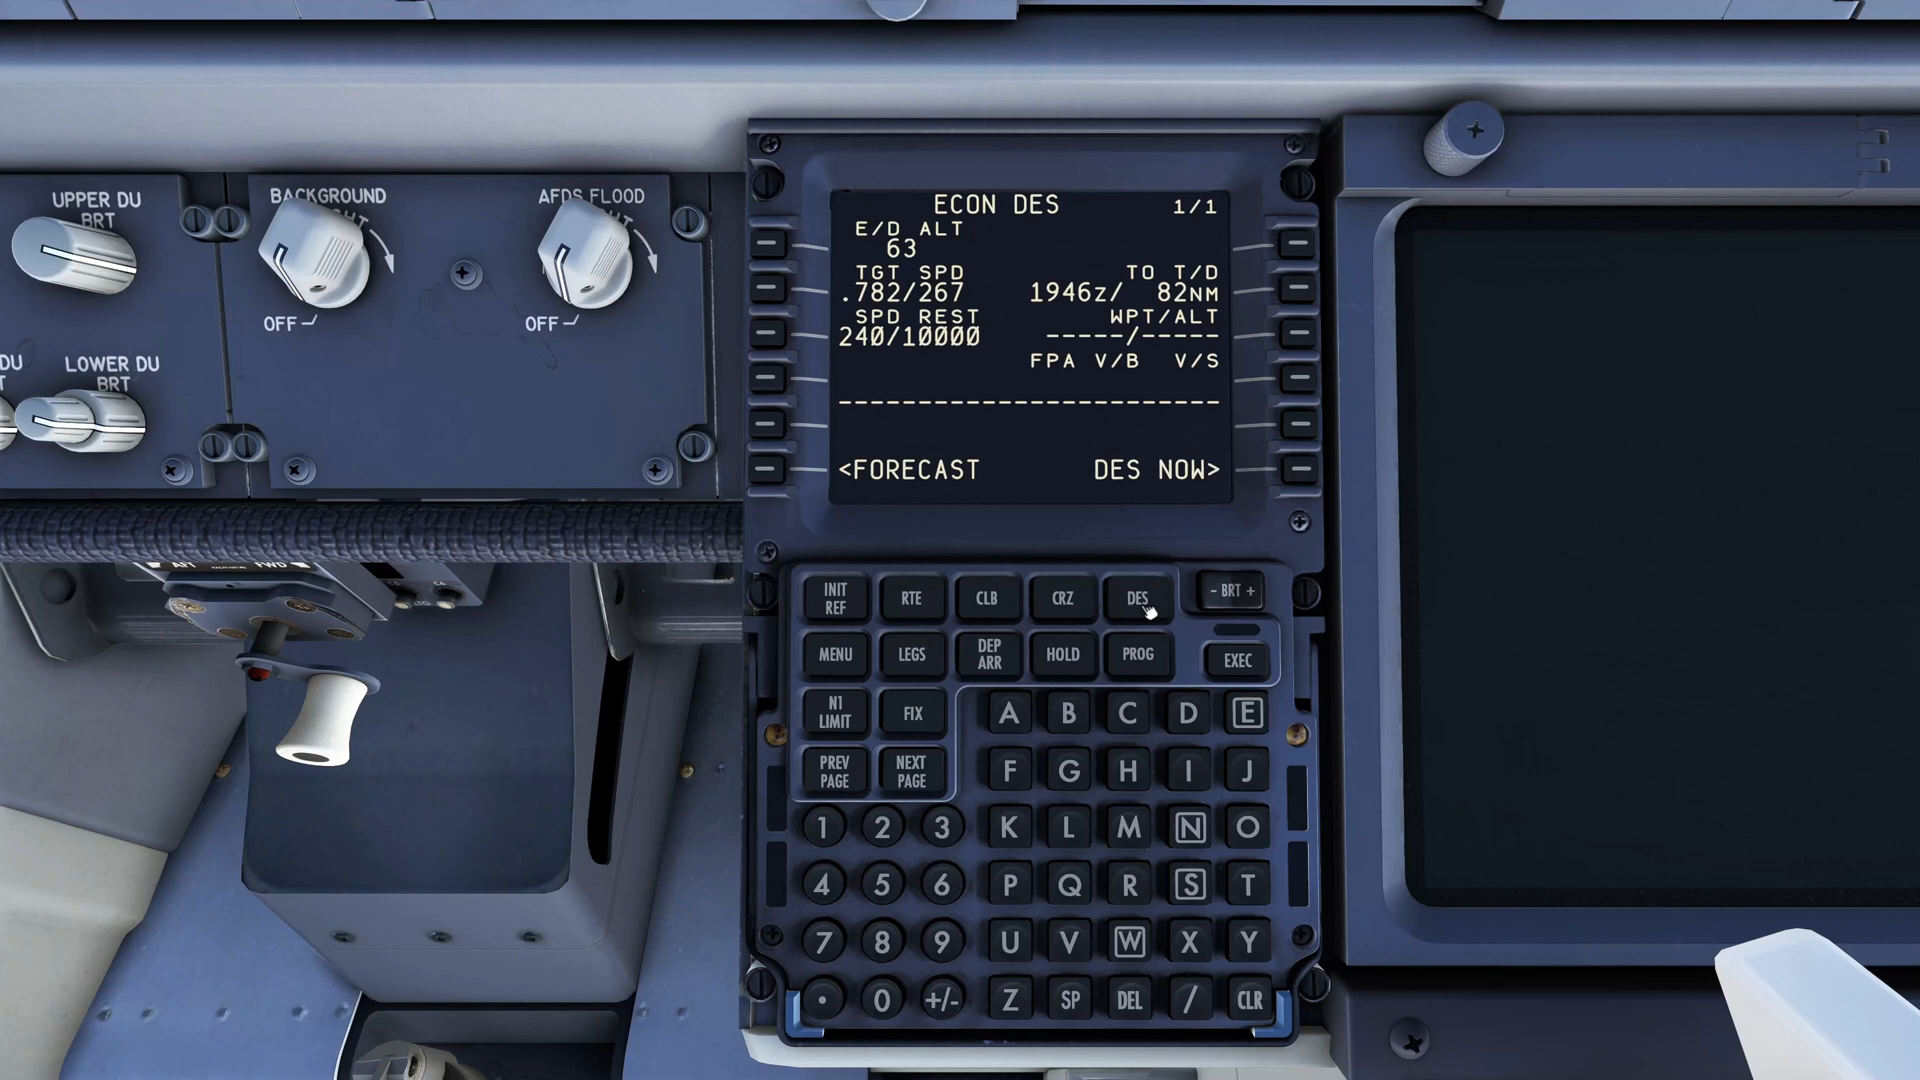 UPPER DU
BRT
BACKGROUND
AFDS FLOOD
OFF
OFF
DU
LOWER DU
BRT
AFT
FWD
ECON DES 1/1
E/D ALT
63
TGT SPD TO T/D
.782/267 1946z/ 82NM
SPD REST WPT/ALT
240/10000 -----/-----
FPA V/B V/S
------------------------
<FORECAST DES NOW>
INIT REF
RTE
CLB
CRZ
DES
- BRT +
MENU
LEGS
DEP ARR
HOLD
PROG
EXEC
N1 LIMIT
FIX
A B C D E
PREV PAGE
NEXT PAGE
F G H I J
1 2 3 K L M N O
4 5 6 P Q R S T
7 8 9 U V W X Y
. 0 +/- Z SP DEL / CLR